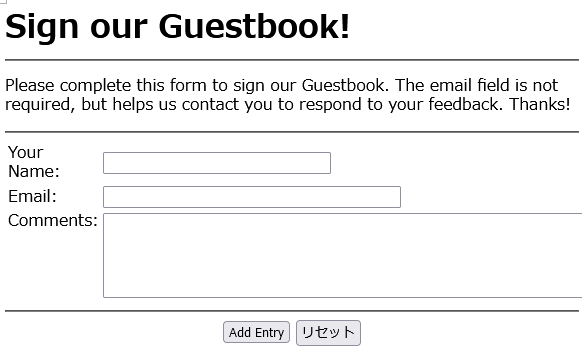 Sign our Guestbook!
Please complete this form to sign our Guestbook. The email field is not
required, but helps us contact you to respond to your feedback. Thanks!
Your
Name:
Email:
Comments:
Add Entry リセット